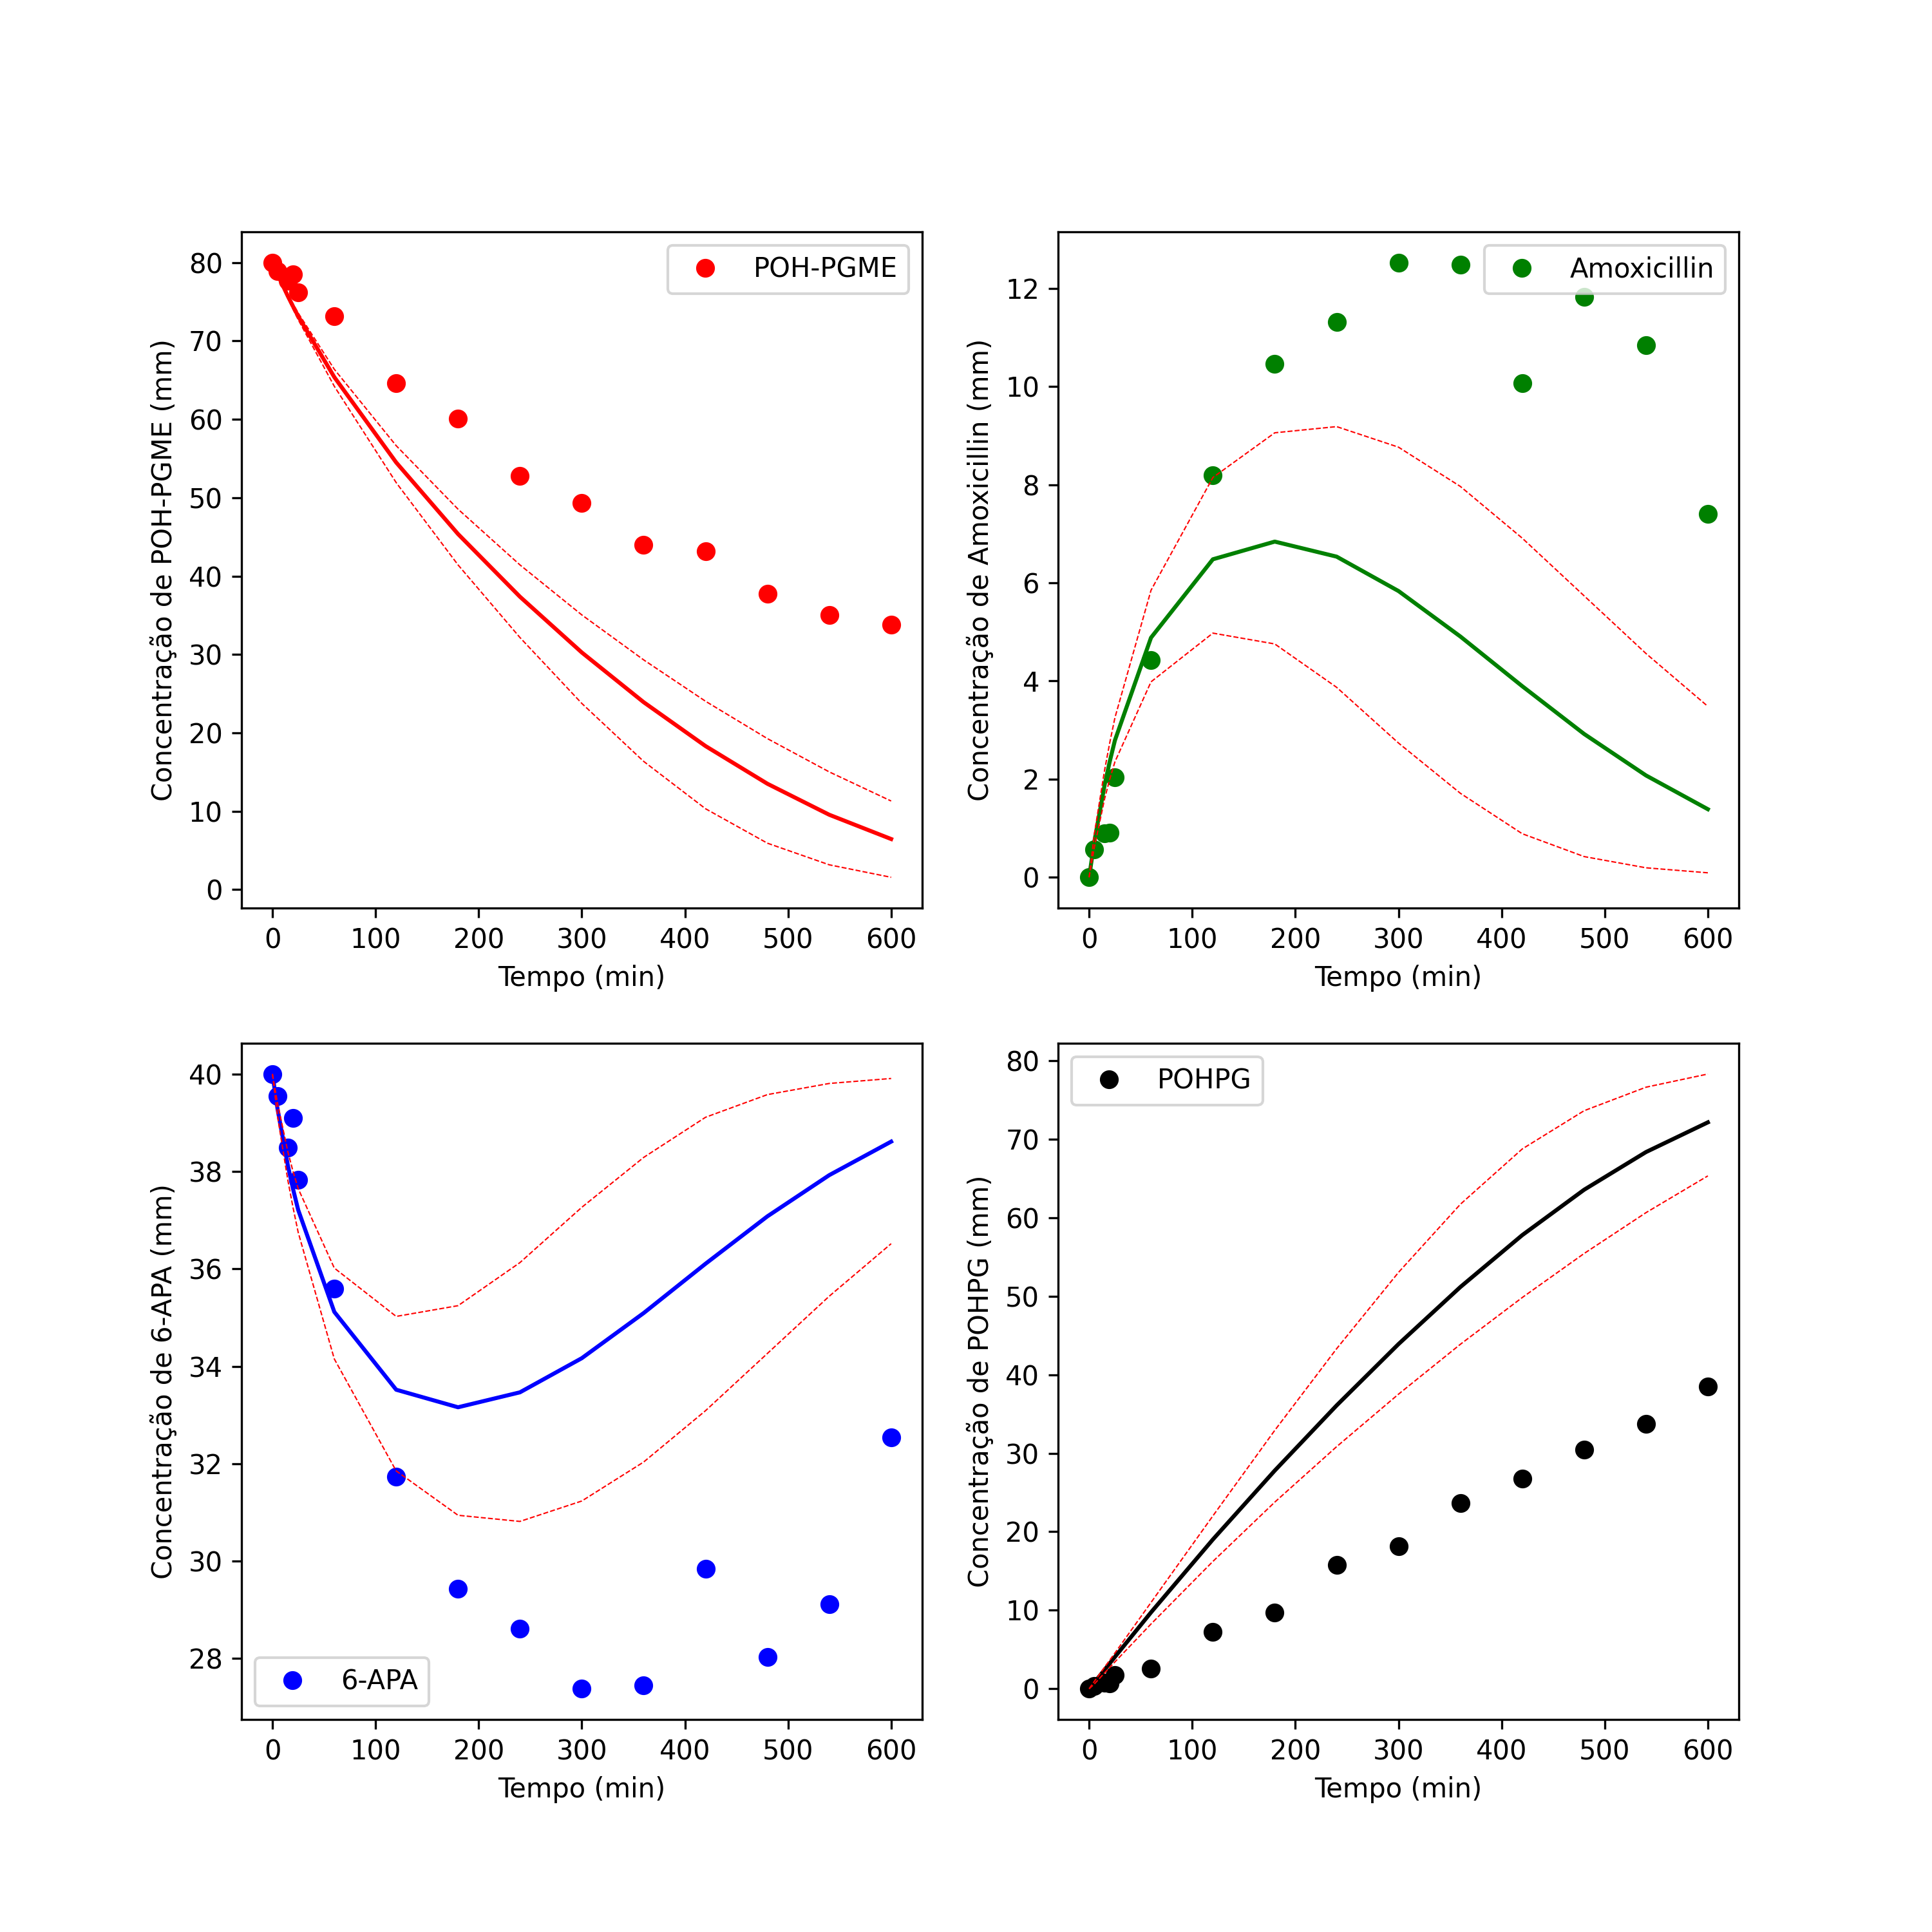 Concentração de POH-PGME (mm)
80
70
60
50
40
30
20
10
0
POH-PGME
0 100 200 300 400 500 600
Tempo (min)
Concentração de Amoxicillin (mm)
12
10
8
6
4
2
0
Amoxicillin
0 100 200 300 400 500 600
Tempo (min)
Concentração de 6-APA (mm)
40
38
36
34
32
30
28
6-APA
0 100 200 300 400 500 600
Tempo (min)
Concentração de POHPG (mm)
80
70
60
50
40
30
20
10
0
POHPG
0 100 200 300 400 500 600
Tempo (min)